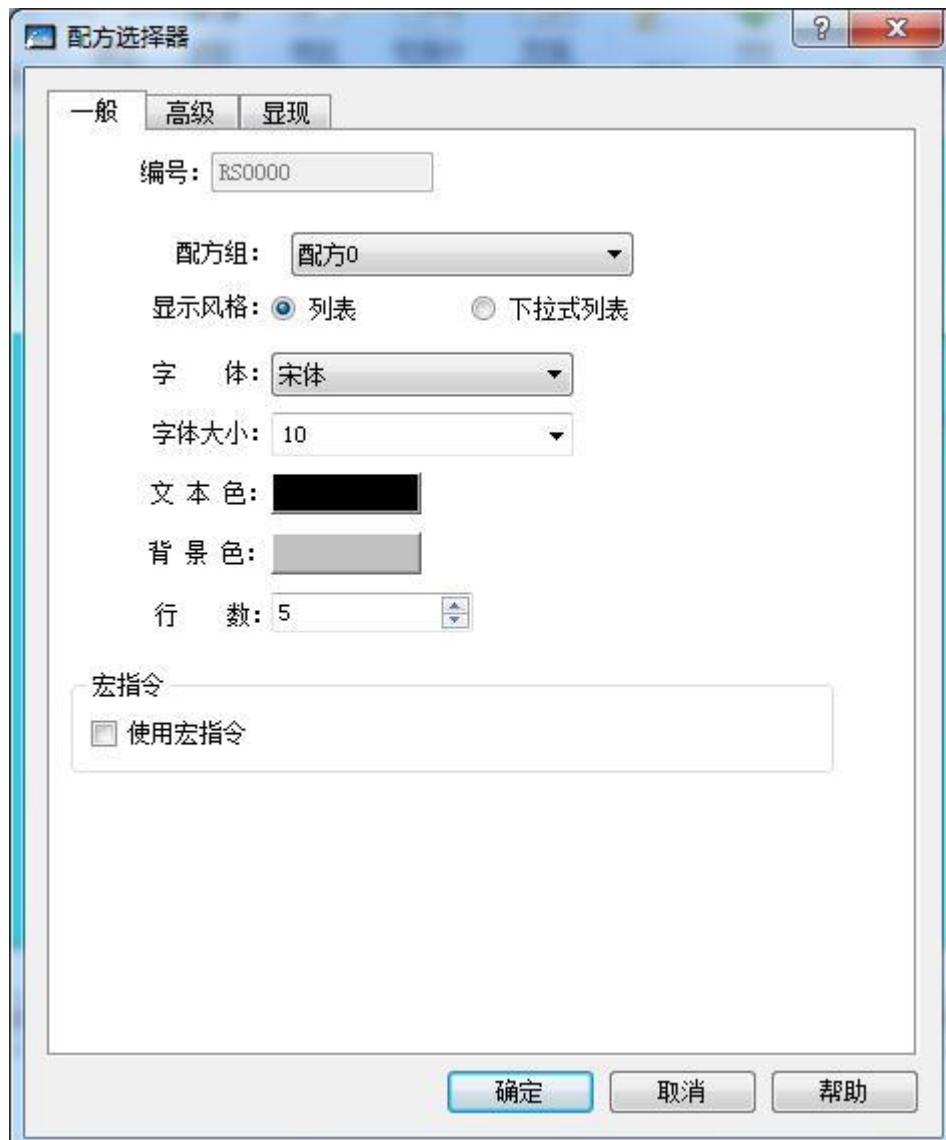 配方选择器
一般 高级 显现
编号： RS0000
配方组： 配方0
显示风格： 列表 下拉式列表
字 体： 宋体
字体大小： 10
文 本 色：
背 景 色：
行 数： 5
宏指令
使用宏指令
确定 取消 帮助